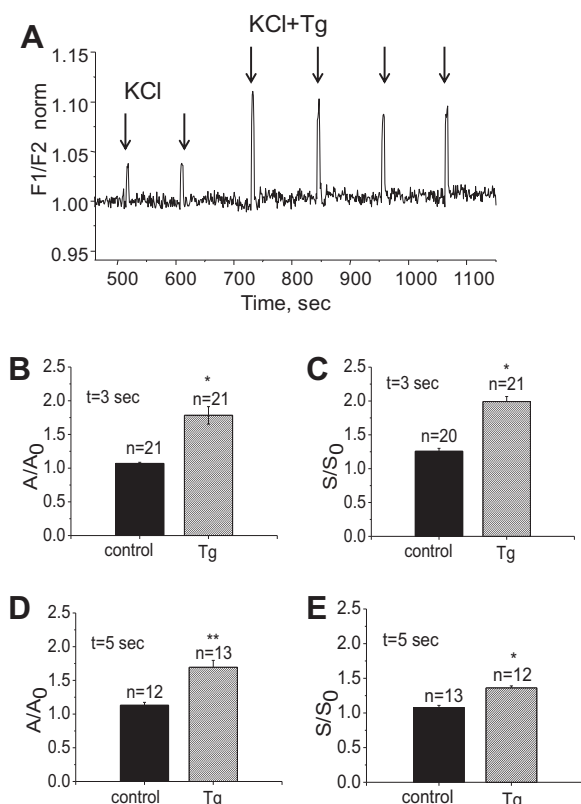 A
KCl+Tg
KCl
F1/F2 norm
1.15
1.10
1.05
1.00
0.95
500 600 700 800 900 1000 1100
Time, sec
B
t=3 sec
*
n=21
n=21
A/A0
2.5
2.0
1.5
1.0
0.5
0.0
control Tg
C
t=3 sec
*
n=21
n=20
S/S0
2.5
2.0
1.5
1.0
0.5
0.0
control Tg
D
t=5 sec
**
n=13
n=12
A/A0
2.5
2.0
1.5
1.0
0.5
0.0
control Tg
E
t=5 sec
*
n=12
n=13
S/S0
2.5
2.0
1.5
1.0
0.5
0.0
control Tg